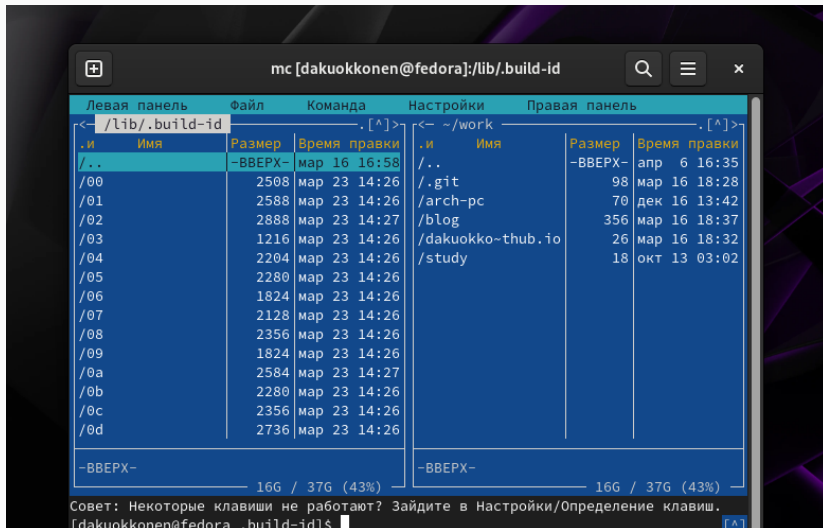 mc [dakuokkonen@fedora]:/lib/.build-id
Левая панель Файл Команда Настройки Правая панель
<— /lib/.build-id .[^]> <— ~/work .[^]>
.и Имя Размер Время правки .и Имя Размер Время правки
/.. -ВВЕРХ- мар 16 16:58 /.. -ВВЕРХ- апр 6 16:35
/00 2508 мар 23 14:26 /.git 98 мар 16 18:28
/01 2588 мар 23 14:26 /arch-pc 70 дек 16 13:42
/02 2888 мар 23 14:27 /blog 356 мар 16 18:37
/03 1216 мар 23 14:26 /dakuokko~thub.io 26 мар 16 18:32
/04 2204 мар 23 14:26 /study 18 окт 13 03:02
/05 2280 мар 23 14:26
/06 1824 мар 23 14:26
/07 2128 мар 23 14:26
/08 2356 мар 23 14:26
/09 1824 мар 23 14:26
/0a 2584 мар 23 14:27
/0b 2280 мар 23 14:26
/0c 2356 мар 23 14:26
/0d 2736 мар 23 14:26
-ВВЕРХ- -ВВЕРХ-
16G / 37G (43%) 16G / 37G (43%)
Совет: Некоторые клавиши не работают? Зайдите в Настройки/Определение клавиш.
[dakuokkonen@fedora .build-id]$ [^]